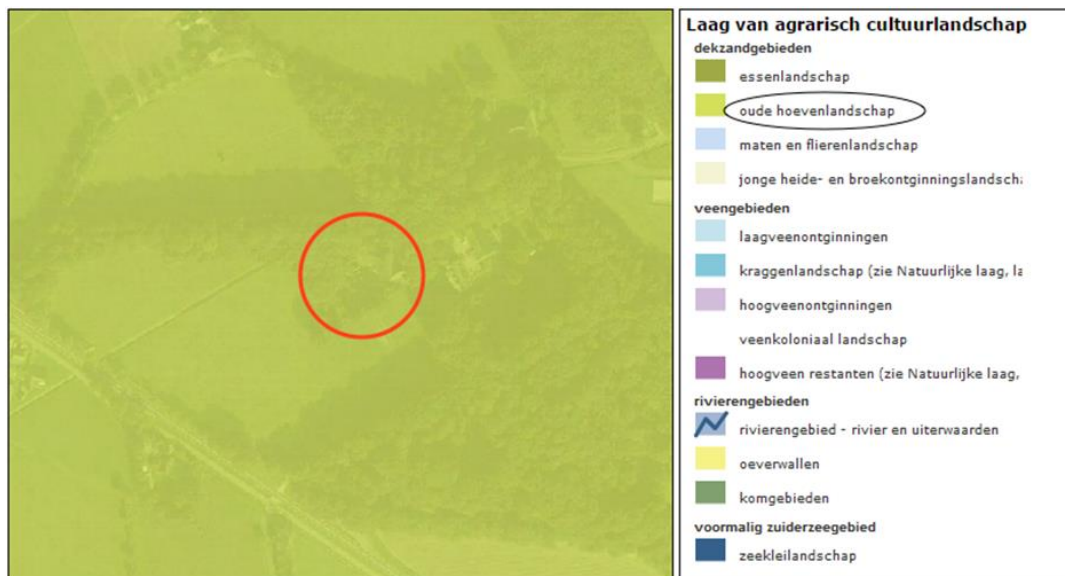 Laag van agrarisch cultuurlandschap
dekzandgebieden
essenlandschap
oude hoevenlandschap
maten en flierenlandschap
jonge heide- en broekontginningslandscha
veengebieden
laagveenontginningen
kraggenlandschap (zie Natuurlijke laag, la
hoogveenontginningen
veenkoloniaal landschap
hoogveen restanten (zie Natuurlijke laag,
rivierengebieden
rivierengebied - rivier en uiterwaarden
oeverwallen
komgebieden
voormalig zuiderzeegebied
zeekleilandschap